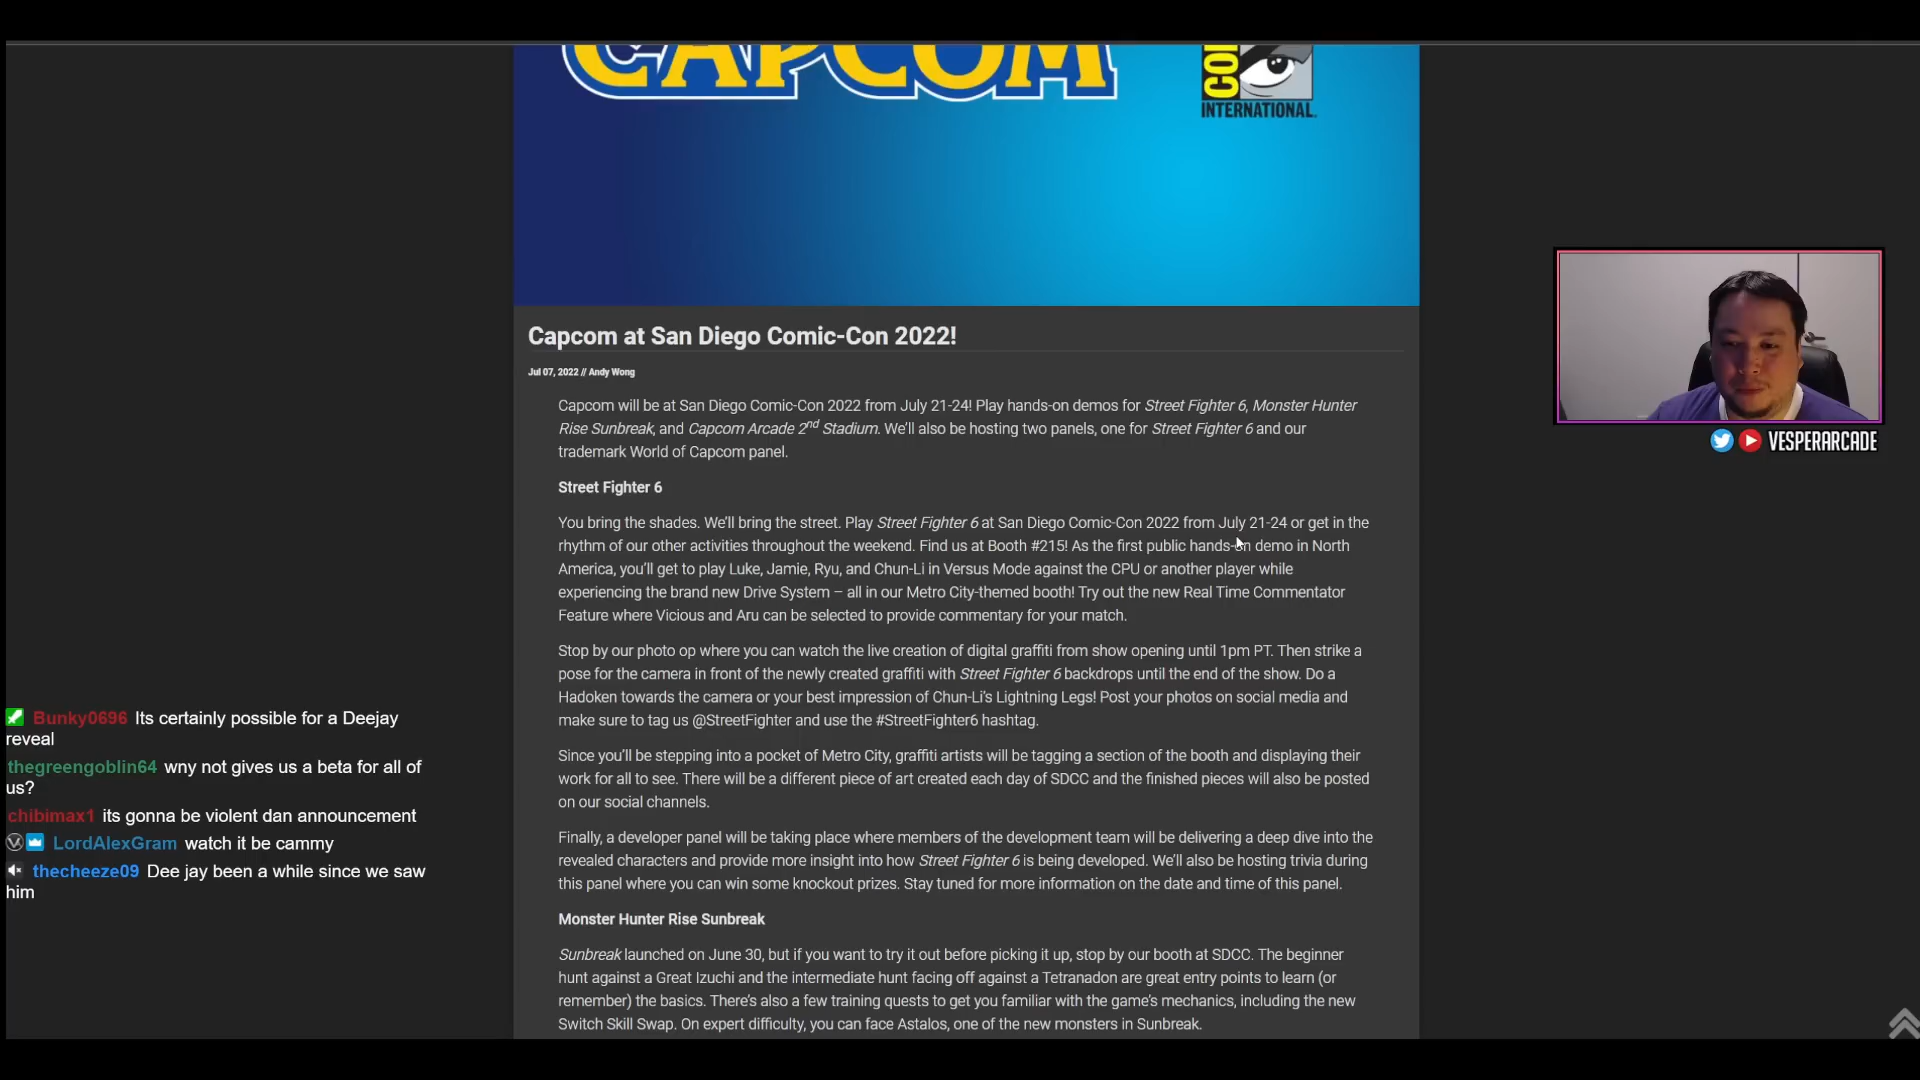 CAPCOM
CO
INTERNATIONAL.
Capcom at San Diego Comic-Con 2022!
Jul 07, 2022 // Andy Wong
Capcom will be at San Diego Comic-Con 2022 from July 21-24! Play hands-on demos for Street Fighter 6, Monster Hunter
Rise Sunbreak, and Capcom Arcade 2nd Stadium. We'll also be hosting two panels, one for Street Fighter 6 and our
trademark World of Capcom panel.
Street Fighter 6
You bring the shades. We'll bring the street. Play Street Fighter 6 at San Diego Comic-Con 2022 from July 21-24 or get in the
rhythm of our other activities throughout the weekend. Find us at Booth #215! As the first public hands-on demo in North
America, you'll get to play Luke, Jamie, Ryu, and Chun-Li in Versus Mode against the CPU or another player while
experiencing the brand new Drive System – all in our Metro City-themed booth! Try out the new Real Time Commentator
Feature where Vicious and Aru can be selected to provide commentary for your match.
Stop by our photo op where you can watch the live creation of digital graffiti from show opening until 1pm PT. Then strike a
pose for the camera in front of the newly created graffiti with Street Fighter 6 backdrops until the end of the show. Do a
Hadoken towards the camera or your best impression of Chun-Li's Lightning Legs! Post your photos on social media and
make sure to tag us @StreetFighter and use the #StreetFighter6 hashtag.
Since you'll be stepping into a pocket of Metro City, graffiti artists will be tagging a section of the booth and displaying their
work for all to see. There will be a different piece of art created each day of SDCC and the finished pieces will also be posted
on our social channels.
Finally, a developer panel will be taking place where members of the development team will be delivering a deep dive into the
revealed characters and provide more insight into how Street Fighter 6 is being developed. We'll also be hosting trivia during
this panel where you can win some knockout prizes. Stay tuned for more information on the date and time of this panel.
Monster Hunter Rise Sunbreak
Sunbreak launched on June 30, but if you want to try it out before picking it up, stop by our booth at SDCC. The beginner
hunt against a Great Izuchi and the intermediate hunt facing off against a Tetranadon are great entry points to learn (or
remember) the basics. There's also a few training quests to get you familiar with the game's mechanics, including the new
Switch Skill Swap. On expert difficulty, you can face Astalos, one of the new monsters in Sunbreak.
VESPERARCADE
Bunky0696 Its certainly possible for a Deejay
reveal
thegreengoblin64 wny not gives us a beta for all of
us?
chibimax1 its gonna be violent dan announcement
LordAlexGram watch it be cammy
thecheeze09 Dee jay been a while since we saw
him